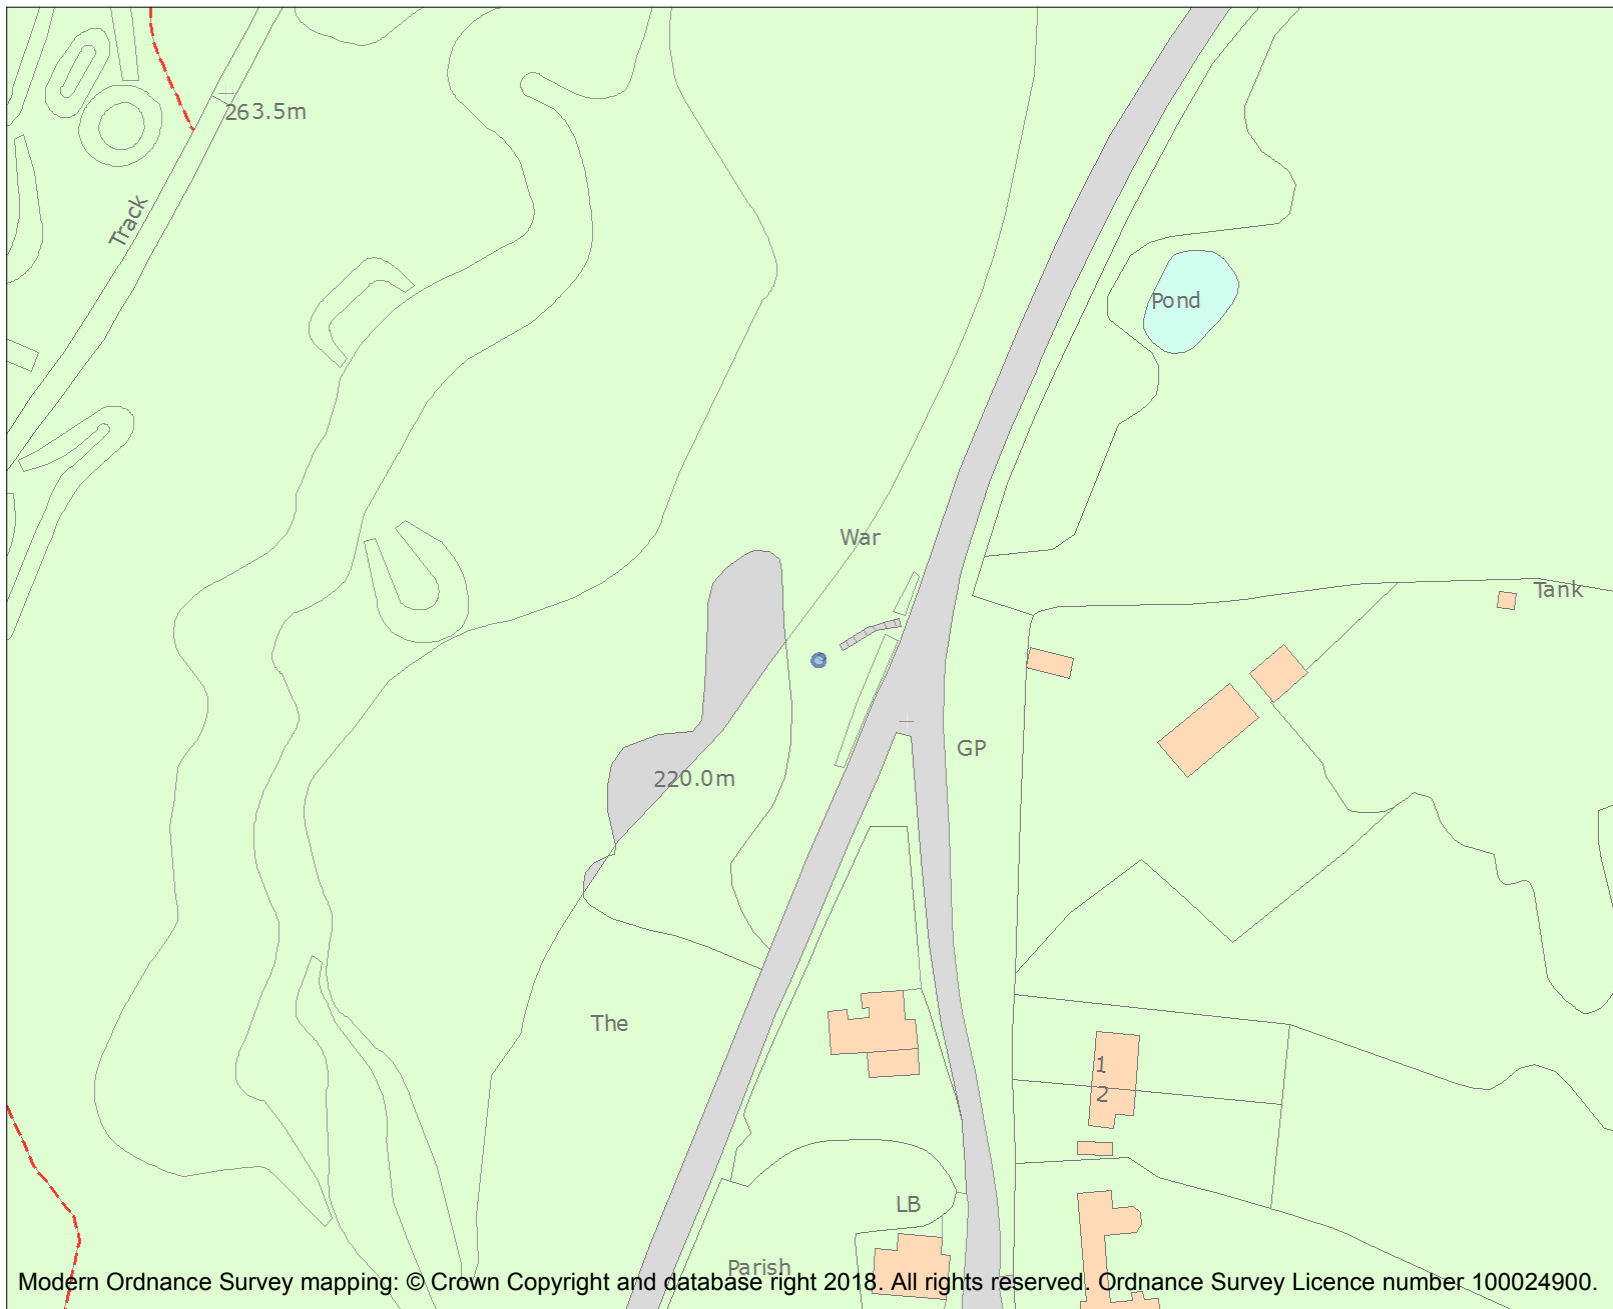 263.5m
Track
Pond
War
Tank
GP
220.0m
The
1
2
LB
Parish
Modern Ordnance Survey mapping: © Crown Copyright and database right 2018. All rights reserved. Ordnance Survey Licence number 100024900.